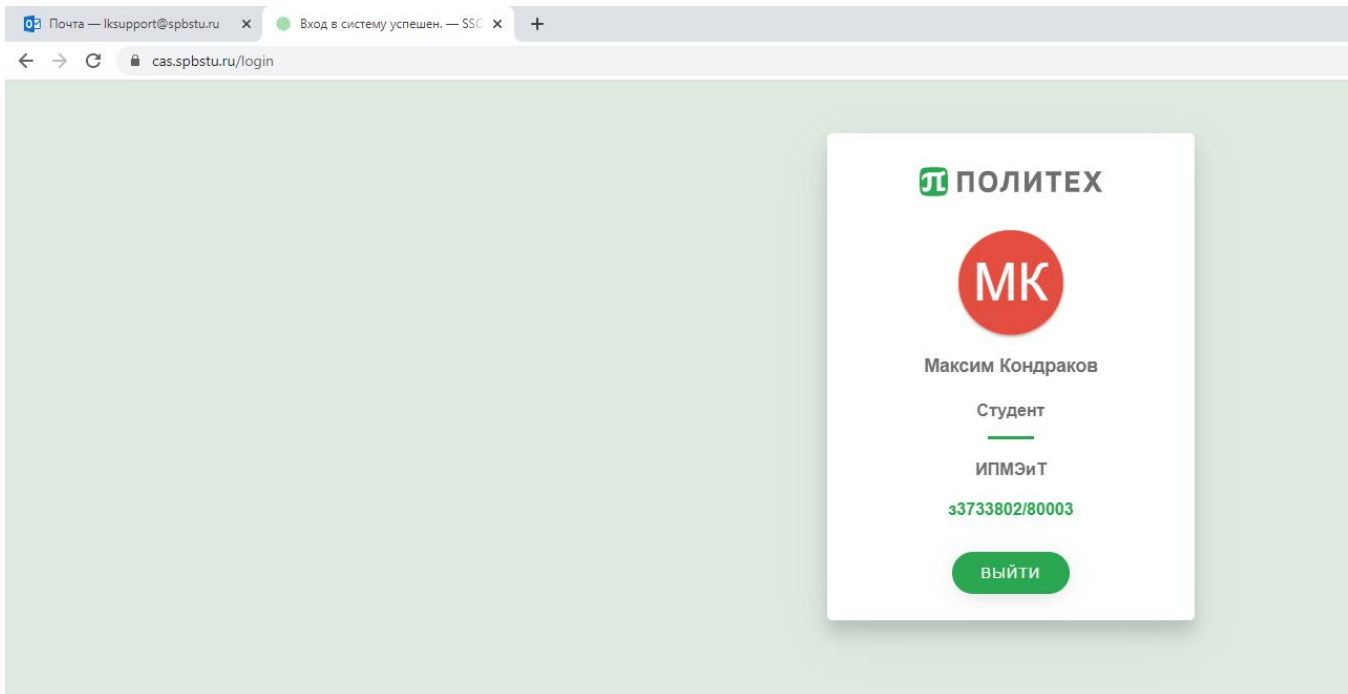 Почта — lksupport@spbstu.ru
Вход в систему успешен. — SSO
cas.spbstu.ru/login
ПОЛИТЕХ
МК
Максим Кондраков
Студент
ИПМЭиТ
з3733802/80003
ВЫЙТИ